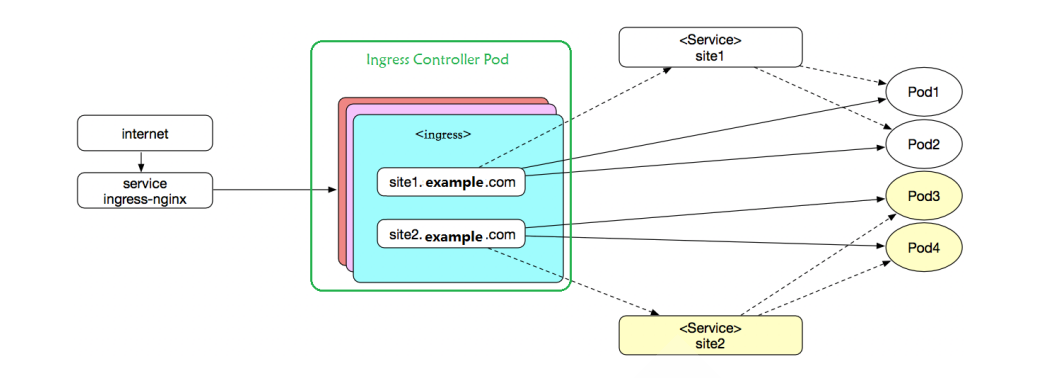 Ingress Controller Pod
<ingress>
site1.example.com
site2.example.com
internet
service
ingress-nginx
<Service>
site1
Pod1
Pod2
Pod3
Pod4
<Service>
site2